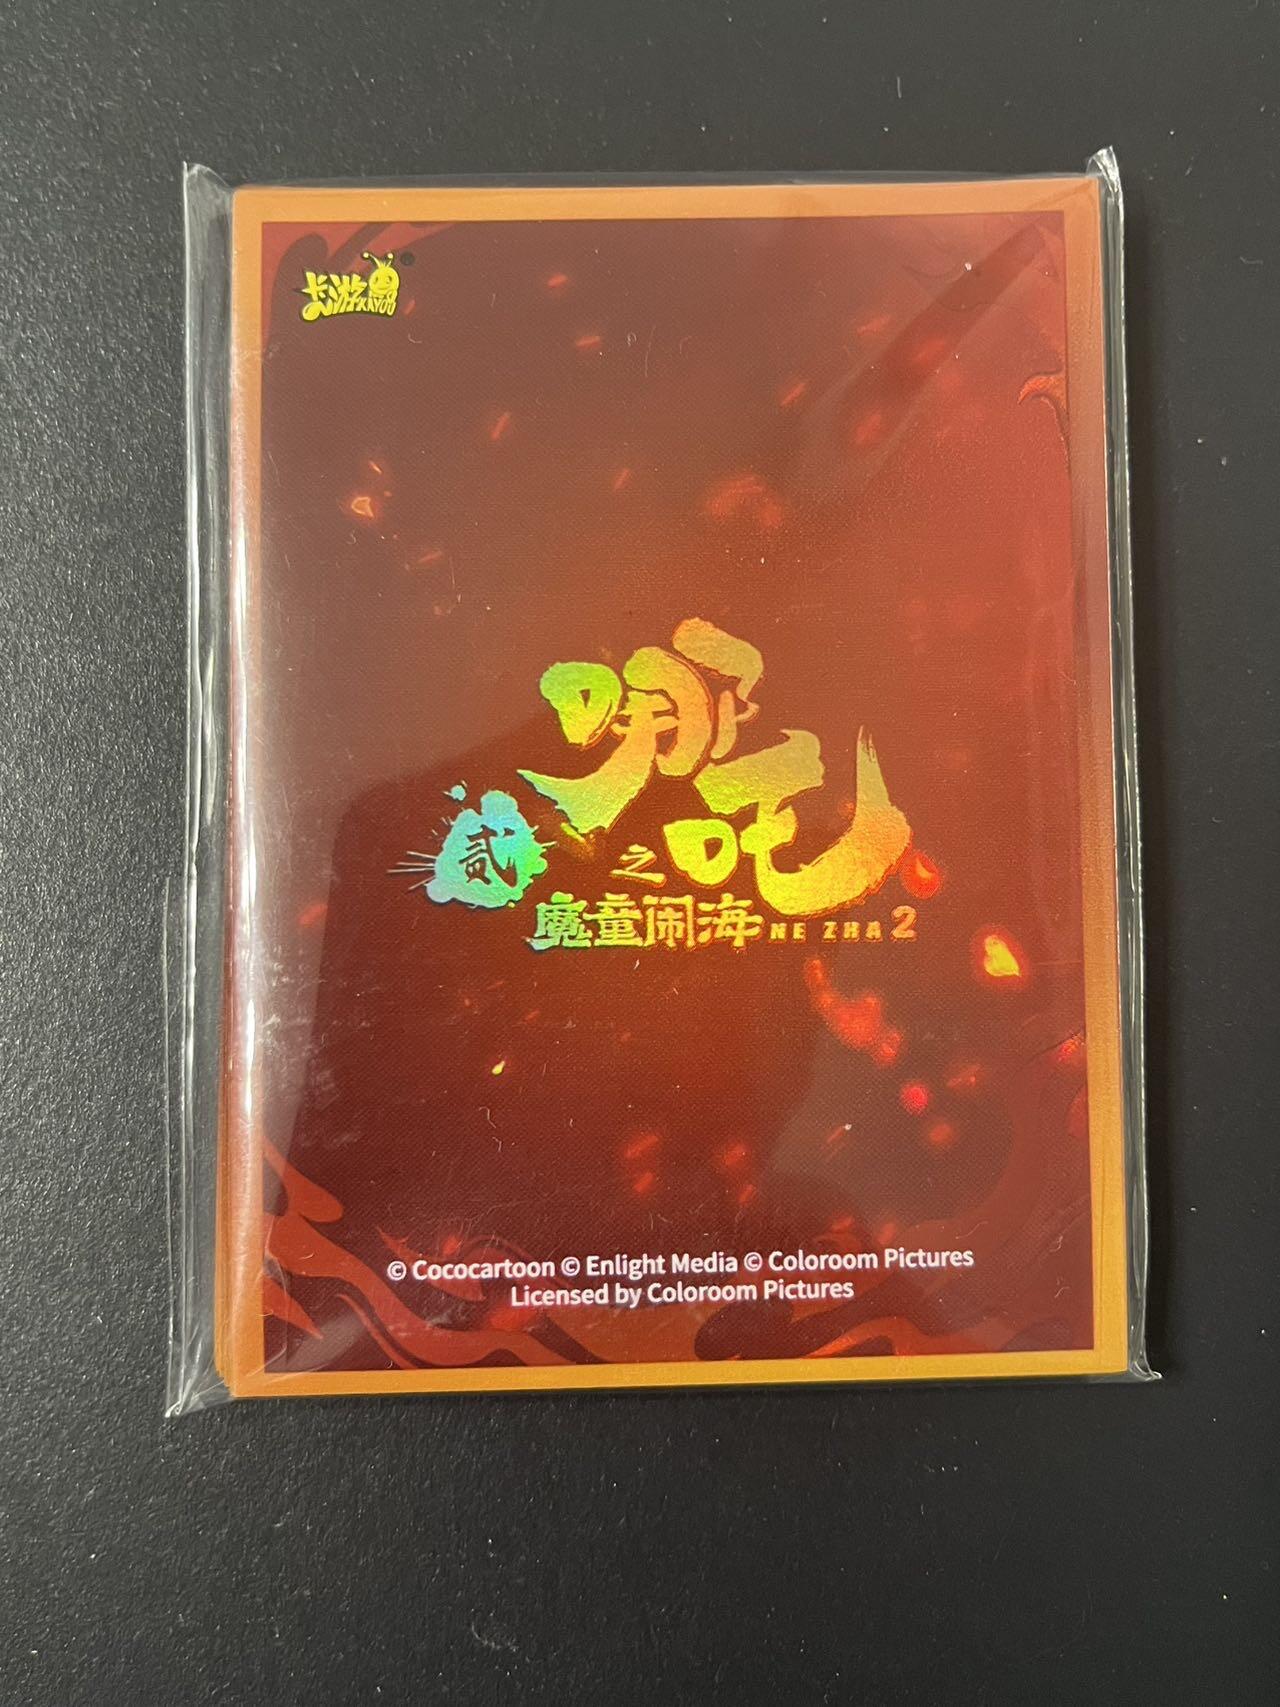 卡游 KAYOU ®
哪吒
贰 之
魔童闹海 NE ZHA 2
© Cococartoon © Enlight Media © Coloroom Pictures
Licensed by Coloroom Pictures